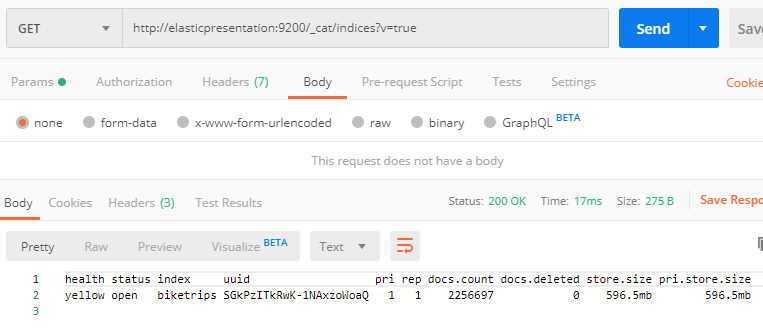 GET http://elasticpresentation:9200/_cat/indices?v=true Send
Params Authorization Headers (7) Body Pre-request Script Tests Settings Cookie
none form-data x-www-form-urlencoded raw binary GraphQL BETA
This request does not have a body
Body Cookies Headers (3) Test Results Status: 200 OK Time: 17ms Size: 275 B Save Respo
Pretty Raw Preview Visualize BETA Text
1 health status index uuid pri rep docs.count docs.deleted store.size pri.store.size
2 yellow open biketrips SGkPzITkRwK-1NAxzoWoaQ 1 1 2256697 0 596.5mb 596.5mb
3